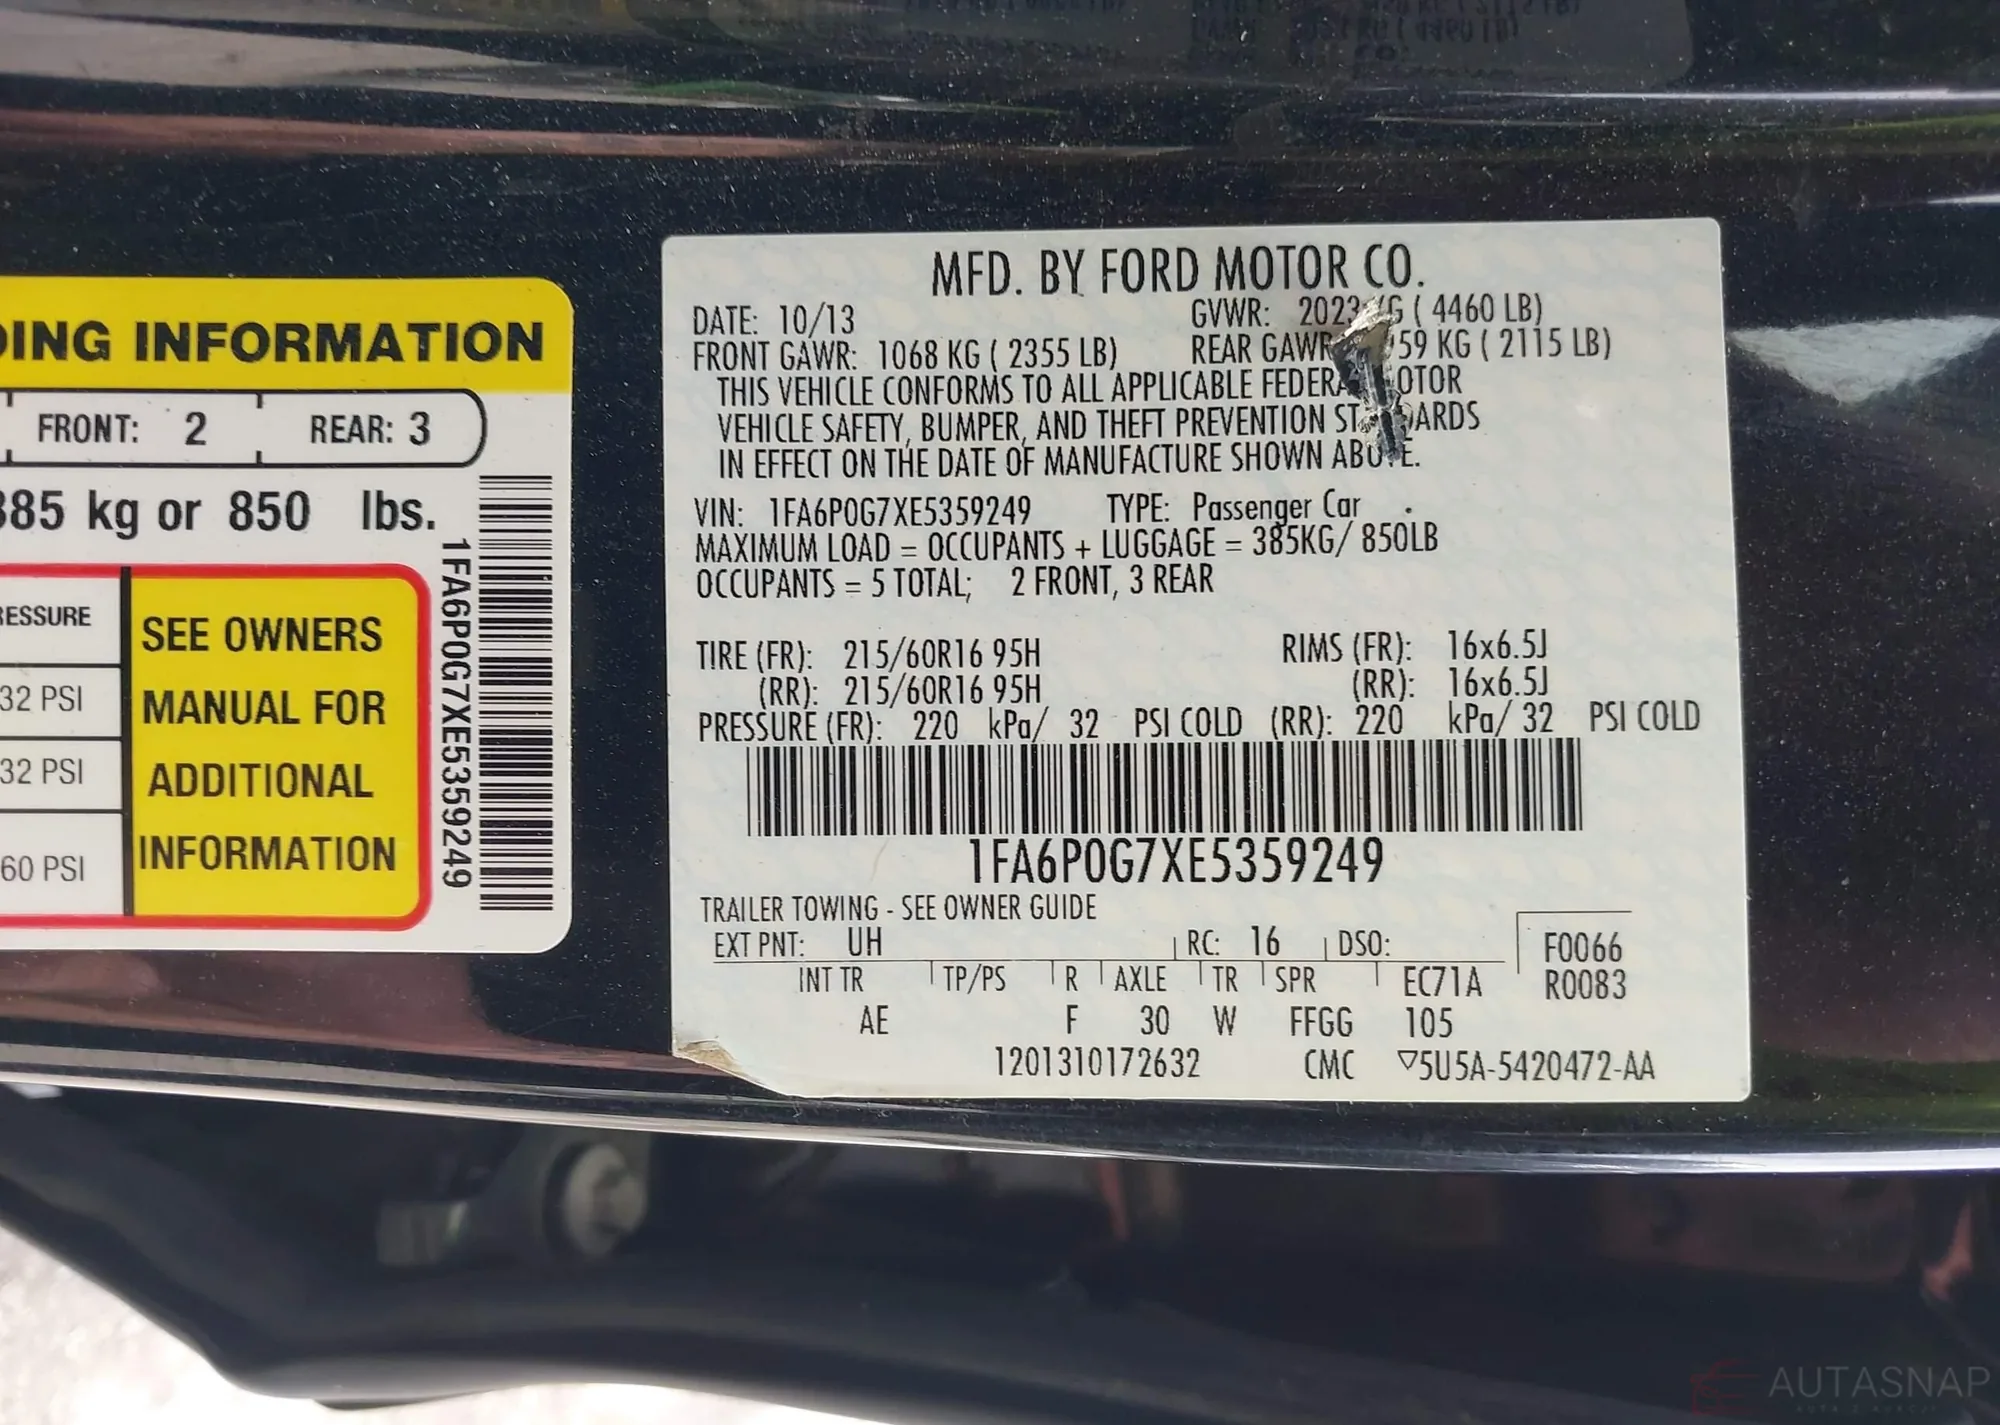 MFD. BY FORD MOTOR CO.
DATE: 10/13 GVWR: 2023 KG ( 4460 LB)
FRONT GAWR: 1068 KG ( 2355 LB) REAR GAWR 59 KG ( 2115 LB)
THIS VEHICLE CONFORMS TO ALL APPLICABLE FEDERA OTOR
VEHICLE SAFETY, BUMPER, AND THEFT PREVENTION ST DARDS
IN EFFECT ON THE DATE OF MANUFACTURE SHOWN ABOVE.
VIN: 1FA6P0G7XE5359249 TYPE: Passenger Car
MAXIMUM LOAD = OCCUPANTS + LUGGAGE = 385KG/ 850LB
OCCUPANTS = 5 TOTAL; 2 FRONT, 3 REAR
TIRE (FR): 215/60R16 95H RIMS (FR): 16x6.5J
(RR): 215/60R16 95H (RR): 16x6.5J
PRESSURE (FR): 220 kPa/ 32 PSI COLD (RR): 220 kPa/ 32 PSI COLD
1FA6P0G7XE5359249
TRAILER TOWING - SEE OWNER GUIDE
EXT PNT: UH RC: 16 DSO: F0066
R0083
INT TR TP/PS R AXLE TR SPR EC71A
AE F 30 W FFGG 105
1201310172632 CMC ▽5U5A-5420472-AA
DING INFORMATION
FRONT: 2 REAR: 3
385 kg or 850 lbs.
RESSURE
32 PSI
32 PSI
60 PSI
SEE OWNERS
MANUAL FOR
ADDITIONAL
INFORMATION
1FA6P0G7XE5359249
AUTASNAP